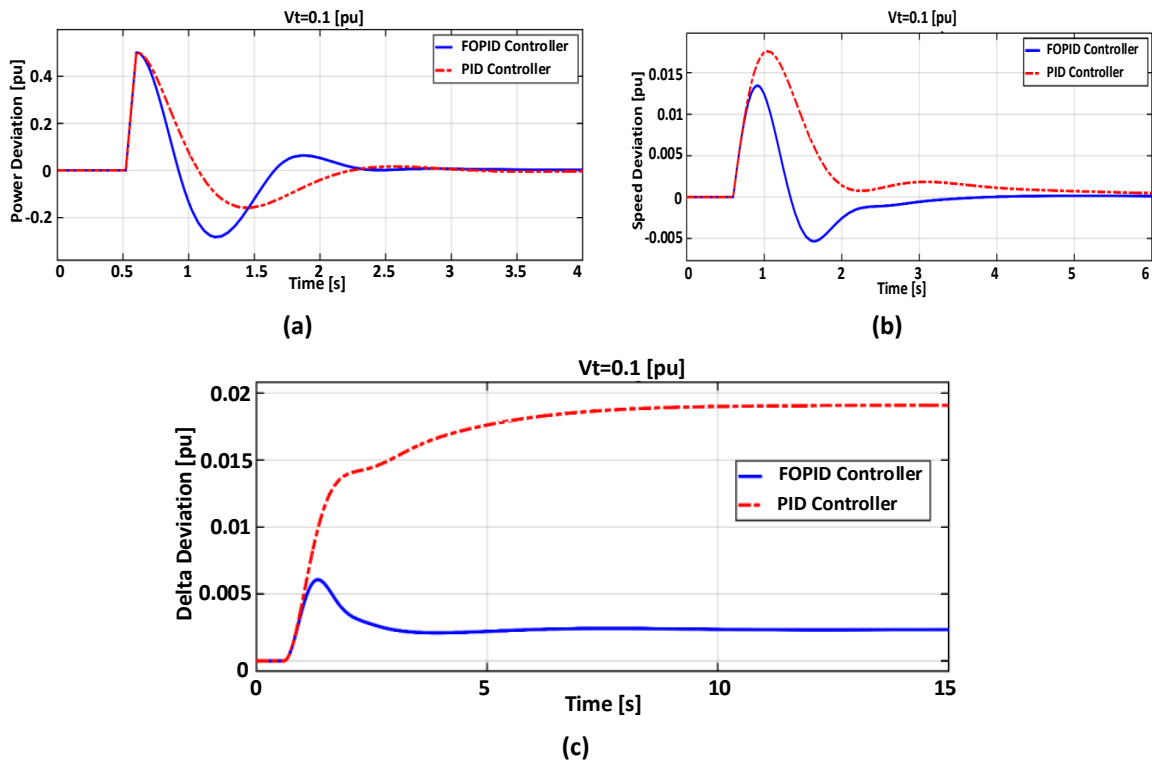 Vt=0.1 [pu]
FOPID Controller
PID Controller
Power Deviation [pu]
0.4
0.2
0
-0.2
0 0.5 1 1.5 2 2.5 3 3.5 4
Time [s]
(a)
Vt=0.1 [pu]
FOPID Controller
PID Controller
Speed Deviation [pu]
0.015
0.01
0.005
0
-0.005
0 1 2 3 4 5 6
Time [s]
(b)
Vt=0.1 [pu]
FOPID Controller
PID Controller
Delta Deviation [pu]
0.02
0.015
0.01
0.005
0
0 5 10 15
Time [s]
(c)